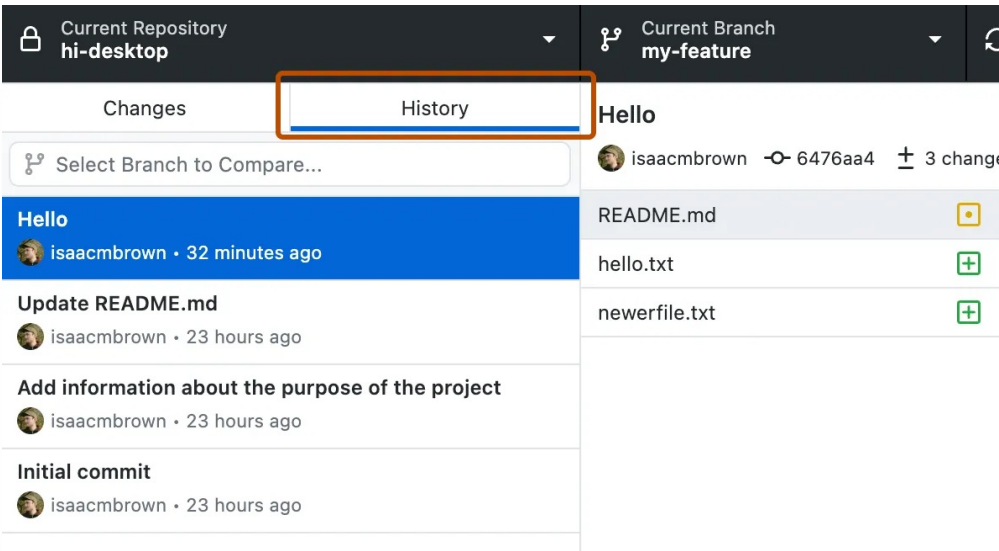 Current Repository
hi-desktop
Current Branch
my-feature
Changes
History
Select Branch to Compare...
Hello
isaacmbrown • 32 minutes ago
Update README.md
isaacmbrown • 23 hours ago
Add information about the purpose of the project
isaacmbrown • 23 hours ago
Initial commit
isaacmbrown • 23 hours ago
Hello
isaacmbrown 6476aa4 ± 3 change
README.md
hello.txt
newerfile.txt